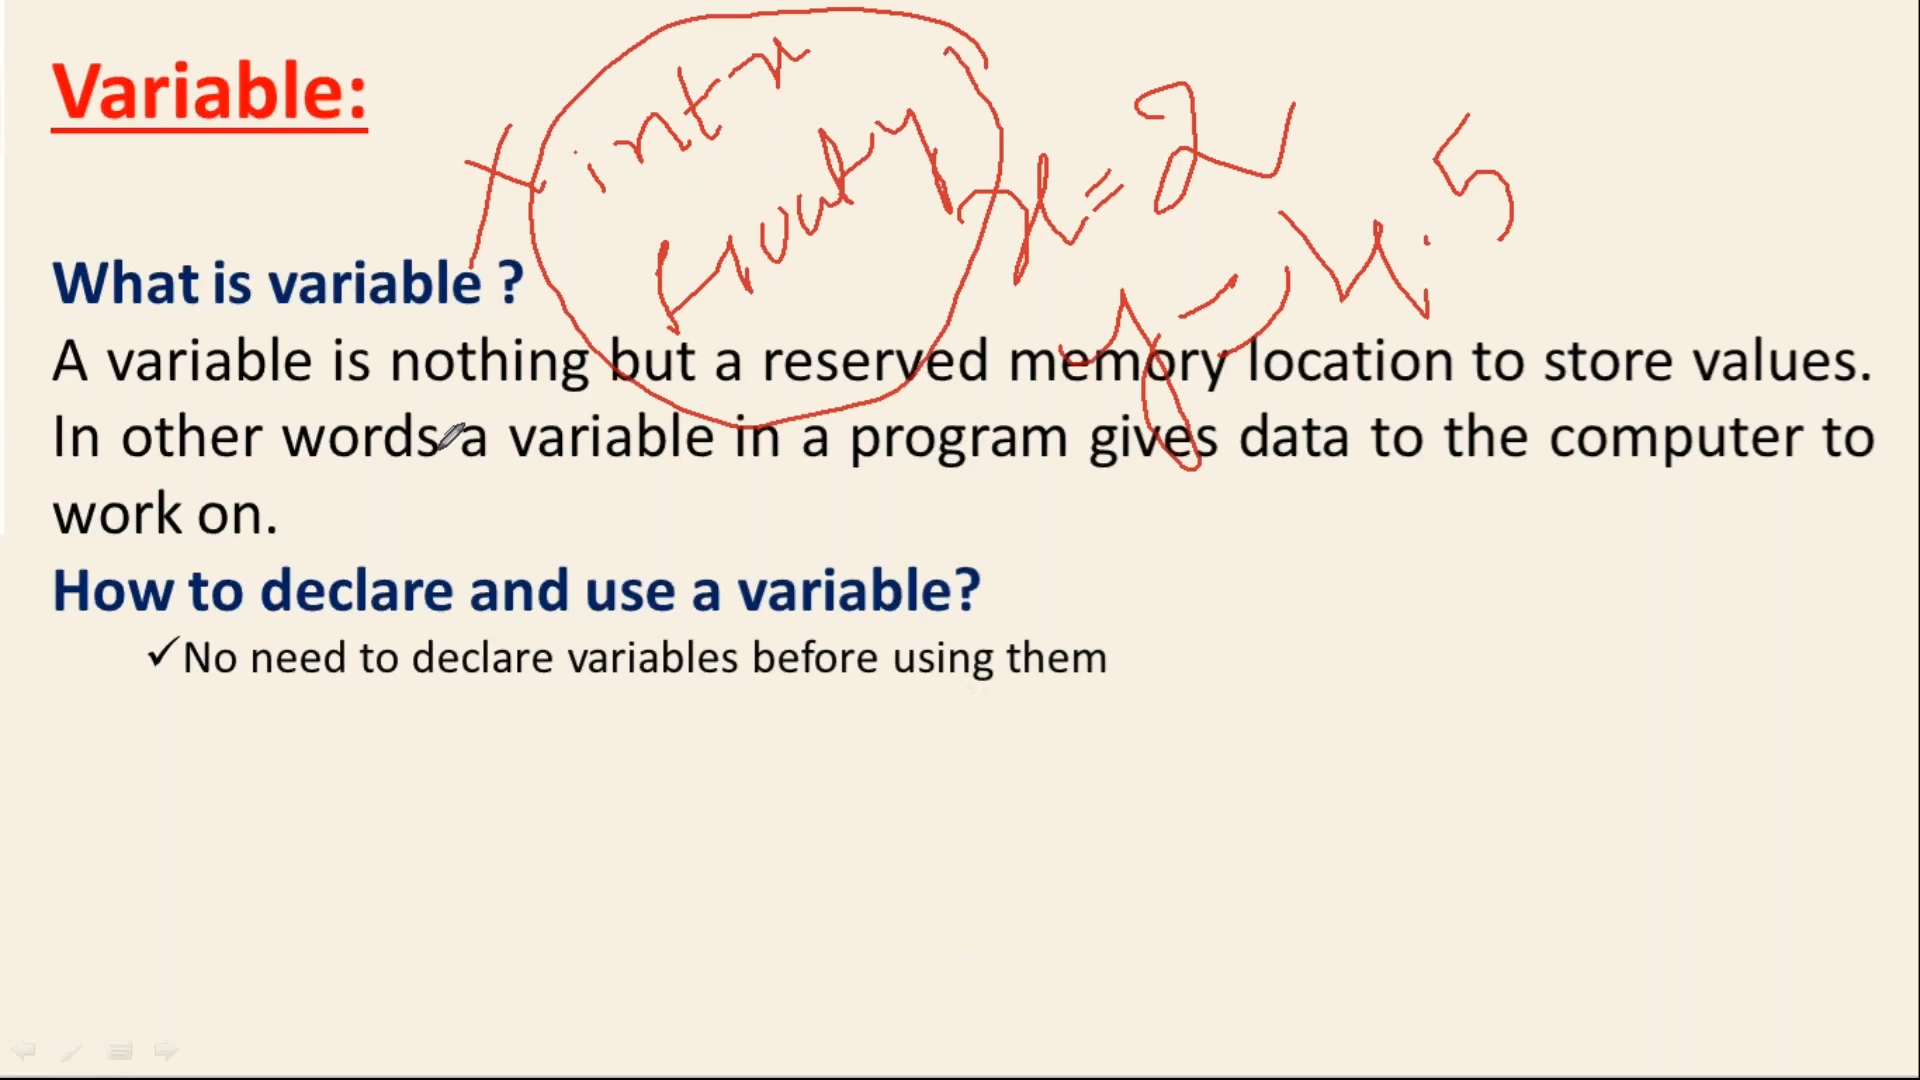 Variable:
int x
float y
x = 2
y = 4.5
What is variable ?
A variable is nothing but a reserved memory location to store values.
In other words a variable in a program gives data to the computer to
work on.
How to declare and use a variable?
✓No need to declare variables before using them